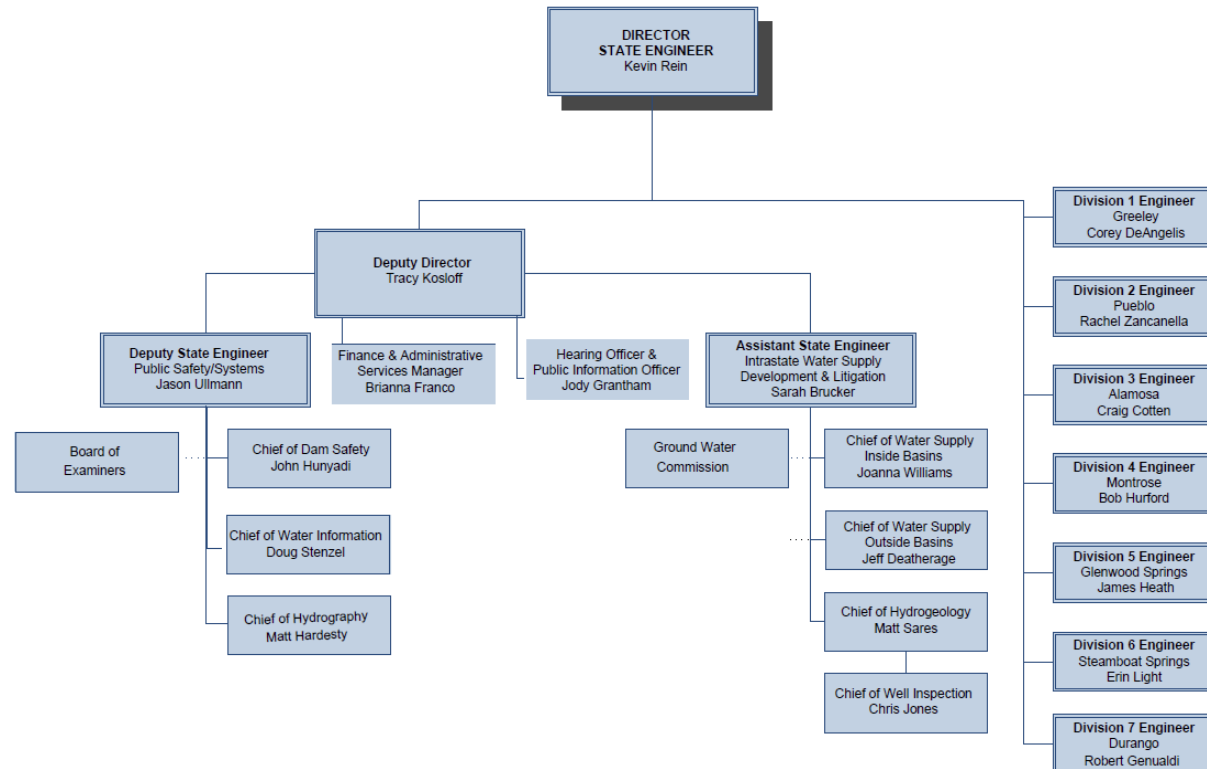 DIRECTOR
STATE ENGINEER
Kevin Rein
Deputy Director
Tracy Kosloff
Deputy State Engineer
Public Safety/Systems
Jason Ullmann
Finance & Administrative
Services Manager
Brianna Franco
Hearing Officer &
Public Information Officer
Jody Grantham
Assistant State Engineer
Intrastate Water Supply
Development & Litigation
Sarah Brucker
Board of
Examiners
Chief of Dam Safety
John Hunyadi
Chief of Water Information
Doug Stenzel
Chief of Hydrography
Matt Hardesty
Ground Water
Commission
Chief of Water Supply
Inside Basins
Joanna Williams
Chief of Water Supply
Outside Basins
Jeff Deatherage
Chief of Hydrogeology
Matt Sares
Chief of Well Inspection
Chris Jones
Division 1 Engineer
Greeley
Corey DeAngelis
Division 2 Engineer
Pueblo
Rachel Zancanella
Division 3 Engineer
Alamosa
Craig Cotten
Division 4 Engineer
Montrose
Bob Hurford
Division 5 Engineer
Glenwood Springs
James Heath
Division 6 Engineer
Steamboat Springs
Erin Light
Division 7 Engineer
Durango
Robert Genualdi